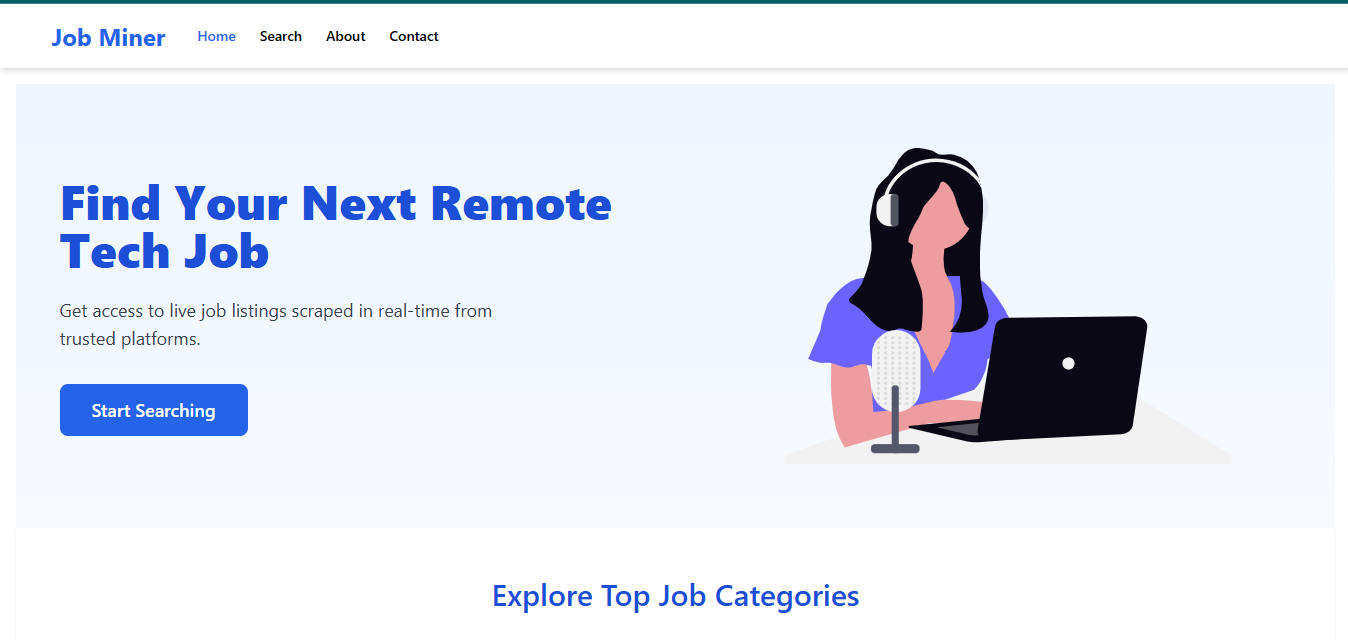 Job Miner Home Search About Contact
Find Your Next Remote
Tech Job
Get access to live job listings scraped in real-time from
trusted platforms.
Start Searching
Explore Top Job Categories